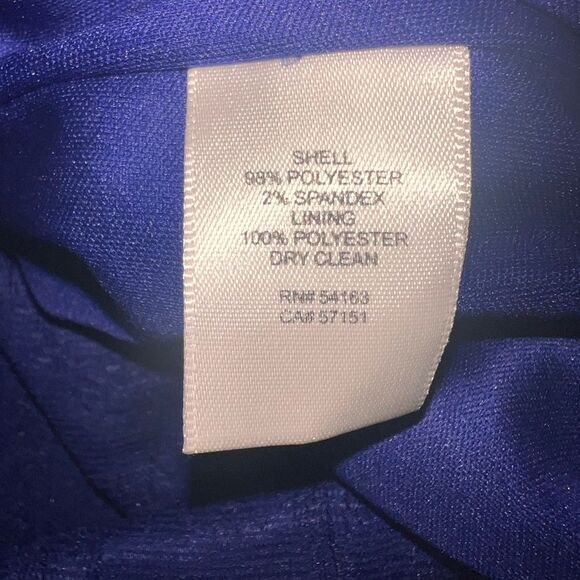 SHELL
98% POLYESTER
2% SPANDEX
LINING
100% POLYESTER
DRY CLEAN
RN# 54163
CA# 57151